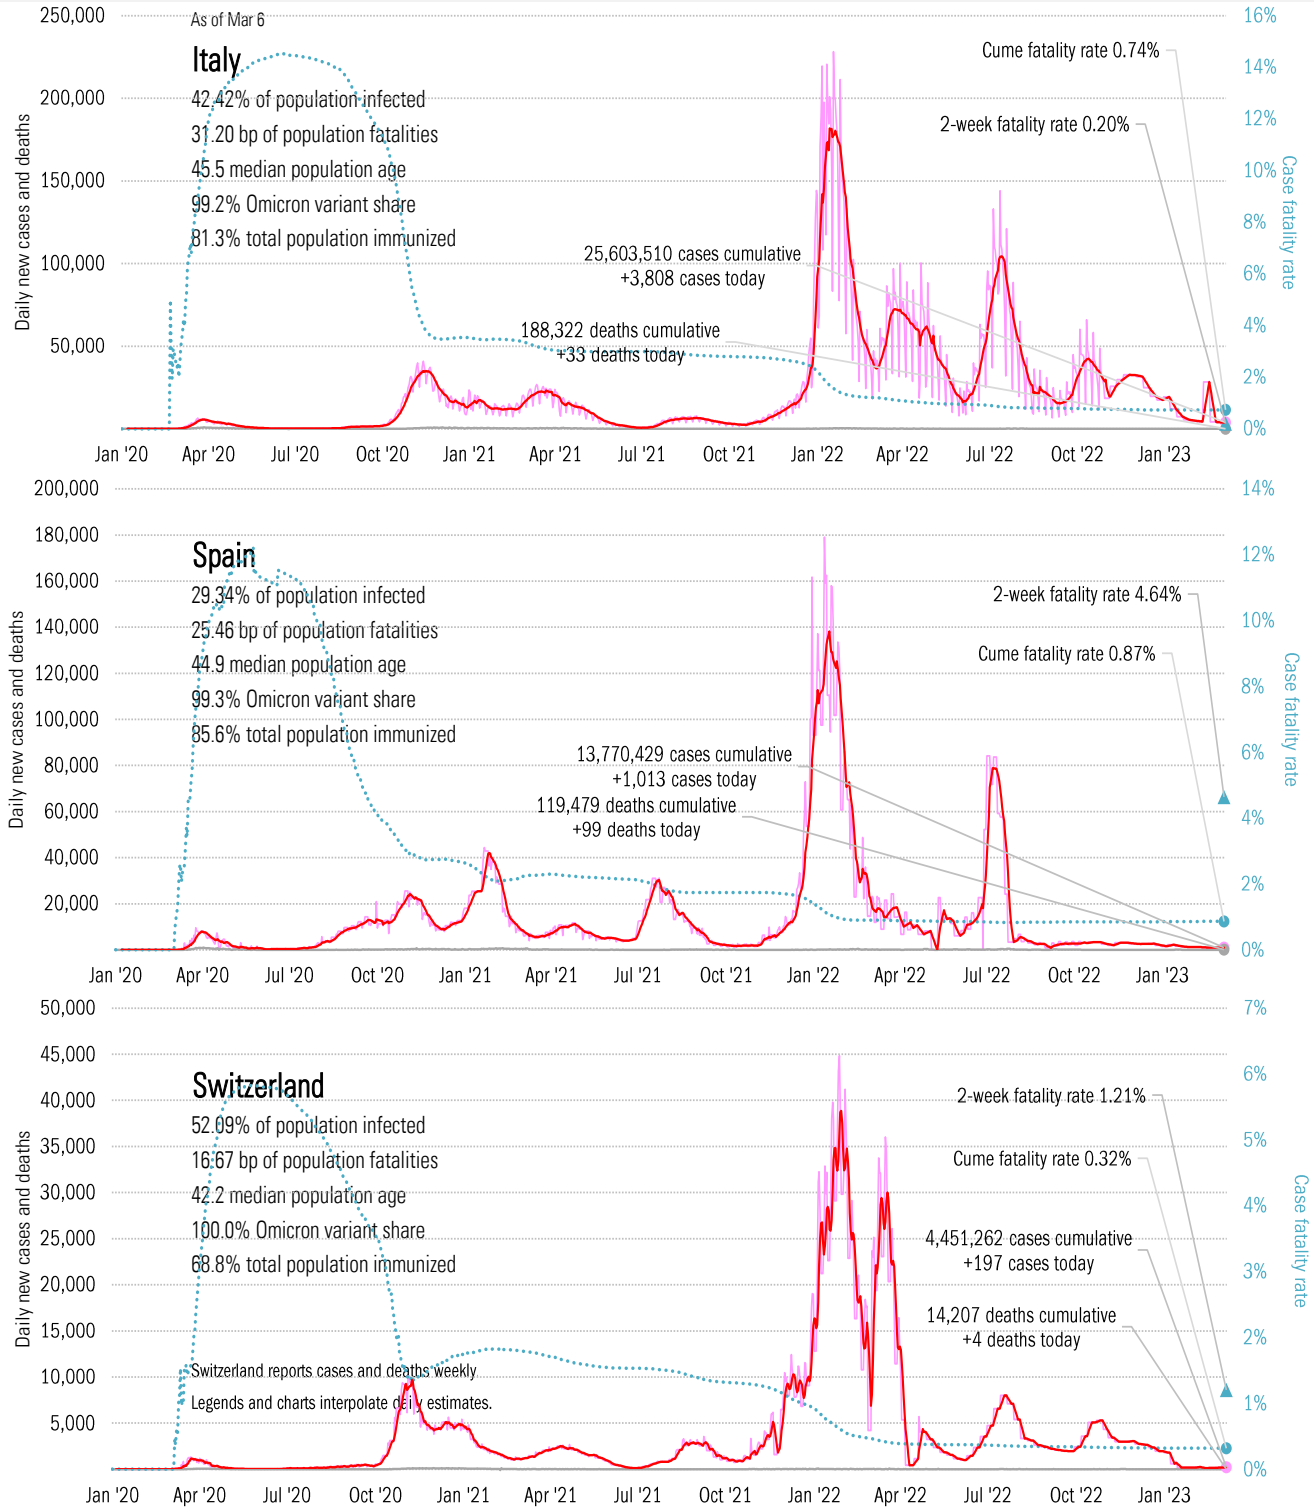 As of Mar 6
Italy
42.42% of population infected
31.20 bp of population fatalities
45.5 median population age
99.2% Omicron variant share
81.3% total population immunized
Cume fatality rate 0.74%
2-week fatality rate 0.20%
25,603,510 cases cumulative
+3,808 cases today
188,322 deaths cumulative
+33 deaths today
Daily new cases and deaths
250,000
200,000
150,000
100,000
50,000
Case fatality rate
16%
14%
12%
10%
8%
6%
4%
2%
0%
Jan '20 Apr '20 Jul '20 Oct '20 Jan '21 Apr '21 Jul '21 Oct '21 Jan '22 Apr '22 Jul '22 Oct '22 Jan '23
Spain
29.34% of population infected
25.46 bp of population fatalities
44.9 median population age
99.3% Omicron variant share
85.6% total population immunized
2-week fatality rate 4.64%
Cume fatality rate 0.87%
13,770,429 cases cumulative
+1,013 cases today
119,479 deaths cumulative
+99 deaths today
Daily new cases and deaths
200,000
180,000
160,000
140,000
120,000
100,000
80,000
60,000
40,000
20,000
Case fatality rate
14%
12%
10%
8%
6%
4%
2%
0%
Jan '20 Apr '20 Jul '20 Oct '20 Jan '21 Apr '21 Jul '21 Oct '21 Jan '22 Apr '22 Jul '22 Oct '22 Jan '23
Switzerland
52.09% of population infected
16.67 bp of population fatalities
42.2 median population age
100.0% Omicron variant share
68.8% total population immunized
Switzerland reports cases and deaths weekly
Legends and charts interpolate daily estimates.
2-week fatality rate 1.21%
Cume fatality rate 0.32%
4,451,262 cases cumulative
+197 cases today
14,207 deaths cumulative
+4 deaths today
Daily new cases and deaths
50,000
45,000
40,000
35,000
30,000
25,000
20,000
15,000
10,000
5,000
Case fatality rate
7%
6%
5%
4%
3%
2%
1%
0%
Jan '20 Apr '20 Jul '20 Oct '20 Jan '21 Apr '21 Jul '21 Oct '21 Jan '22 Apr '22 Jul '22 Oct '22 Jan '23